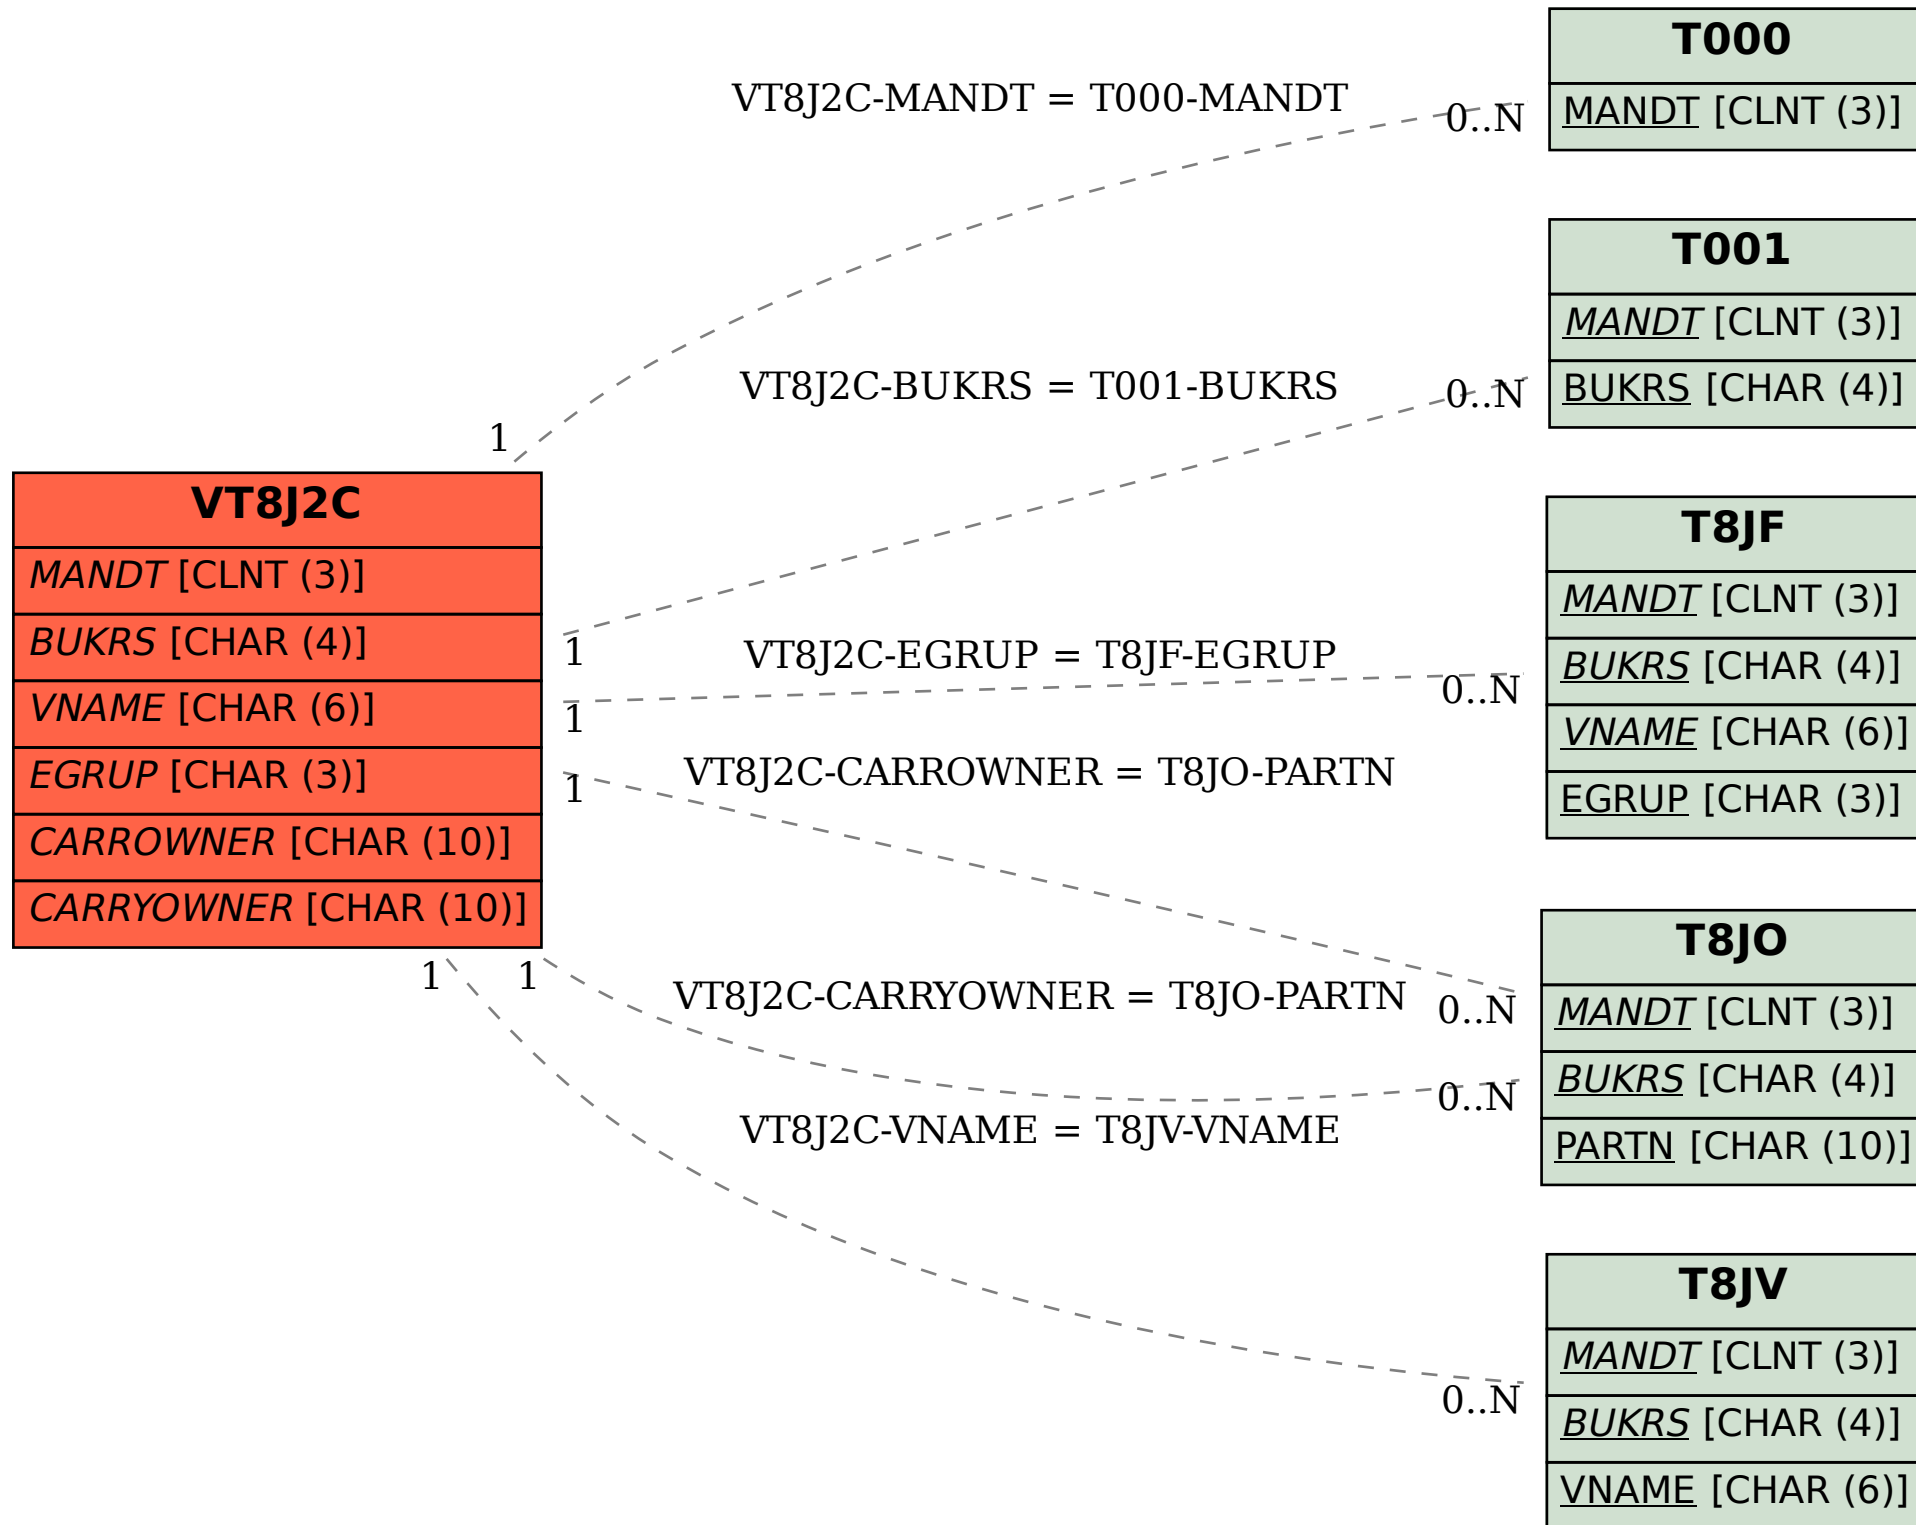 T000
MANDT [CLNT (3)]
VT8J2C-MANDT = T000-MANDT
0..N
1
T001
MANDT [CLNT (3)]
BUKRS [CHAR (4)]
VT8J2C-BUKRS = T001-BUKRS
0..N
1
VT8J2C
MANDT [CLNT (3)]
BUKRS [CHAR (4)]
VNAME [CHAR (6)]
EGRUP [CHAR (3)]
CARROWNER [CHAR (10)]
CARRYOWNER [CHAR (10)]
T8JF
MANDT [CLNT (3)]
BUKRS [CHAR (4)]
VNAME [CHAR (6)]
EGRUP [CHAR (3)]
VT8J2C-EGRUP = T8JF-EGRUP
0..N
1
VT8J2C-CARROWNER = T8JO-PARTN
1
0..N
T8JO
MANDT [CLNT (3)]
BUKRS [CHAR (4)]
PARTN [CHAR (10)]
VT8J2C-CARRYOWNER = T8JO-PARTN
1
0..N
VT8J2C-VNAME = T8JV-VNAME
1
0..N
T8JV
MANDT [CLNT (3)]
BUKRS [CHAR (4)]
VNAME [CHAR (6)]